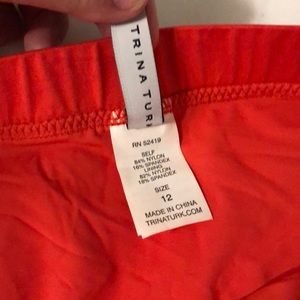 TRINA TURK
RN 52419
SELF
84% NYLON
16% SPANDEX
LINING
82% NYLON
18% SPANDEX
SIZE
12
MADE IN CHINA
TRINATURK.COM